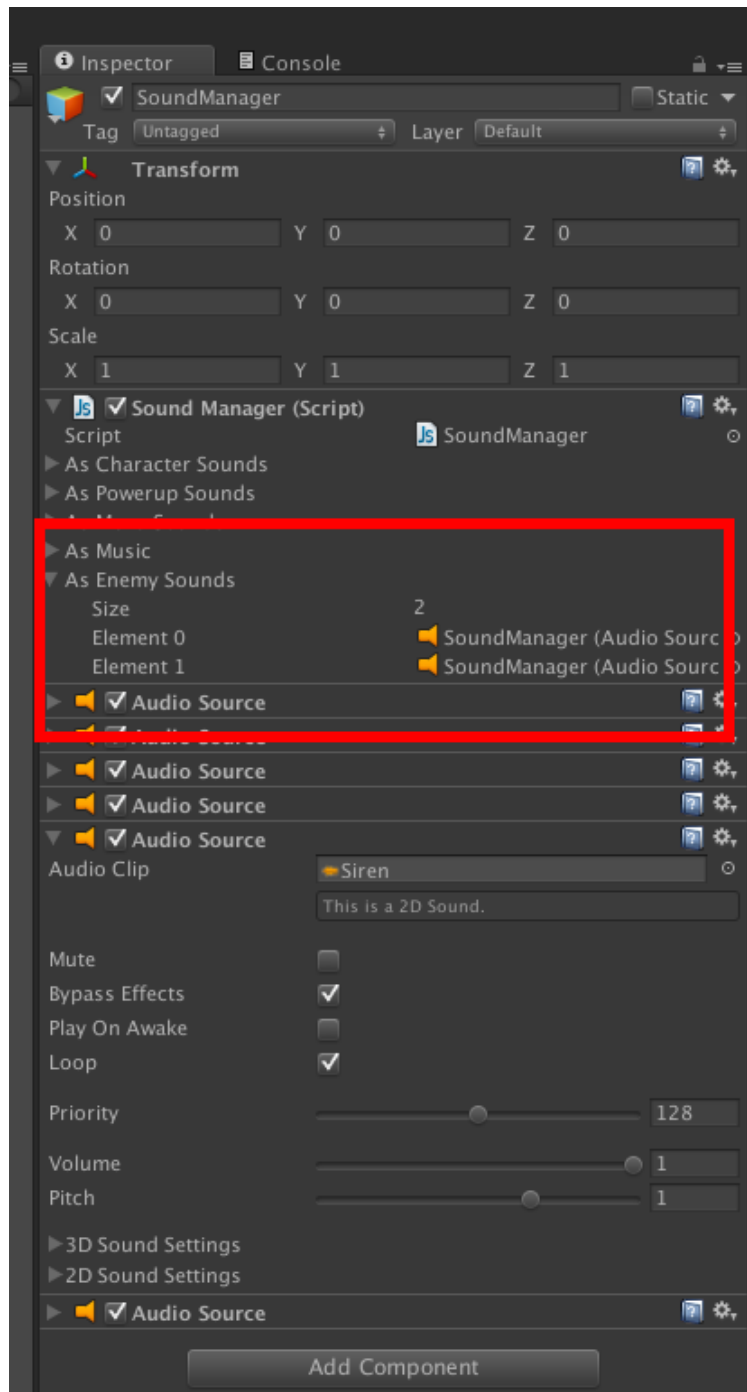 Inspector Console
SoundManager Static
Tag Untagged Layer Default
Transform
Position
X 0 Y 0 Z 0
Rotation
X 0 Y 0 Z 0
Scale
X 1 Y 1 Z 1
Sound Manager (Script)
Script SoundManager
As Character Sounds
As Powerup Sounds
As Music
As Enemy Sounds
Size 2
Element 0 SoundManager (Audio Sourc
Element 1 SoundManager (Audio Sourc
Audio Source
Audio Source
Audio Source
Audio Source
Audio Source
Audio Clip Siren
This is a 2D Sound.
Mute
Bypass Effects
Play On Awake
Loop
Priority 128
Volume 1
Pitch 1
3D Sound Settings
2D Sound Settings
Audio Source
Add Component